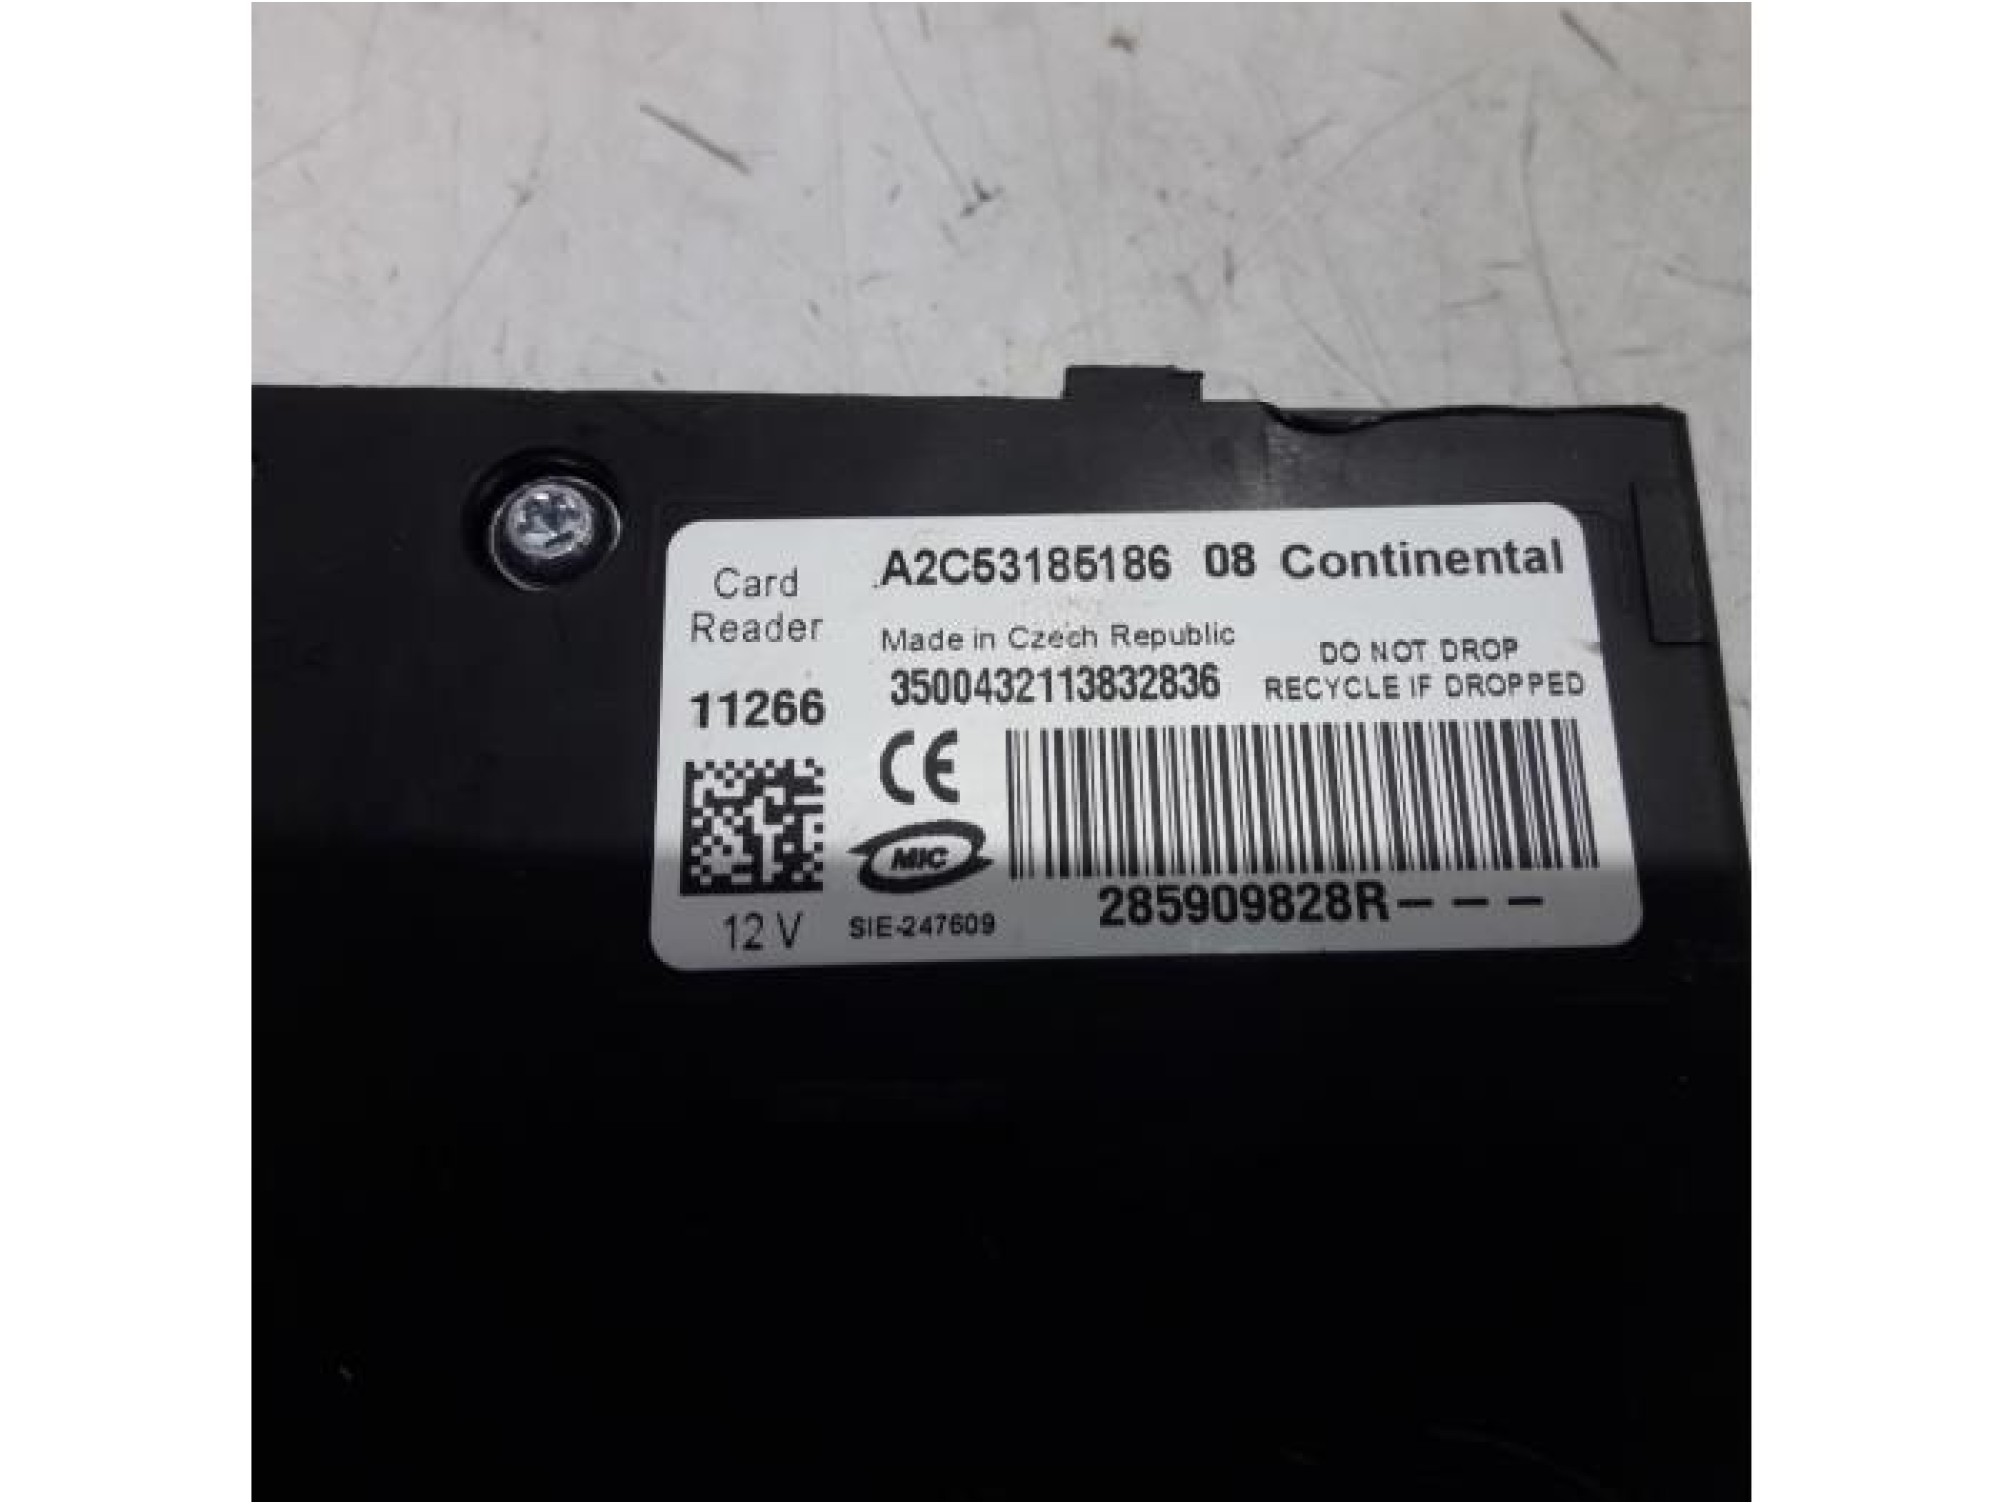 Card
Reader
11266
12 V
A2C53185186 08 Continental
Made in Czech Republic
3500432113832836
DO NOT DROP
RECYCLE IF DROPPED
CE
MIC
SIE-247609
285909828R---